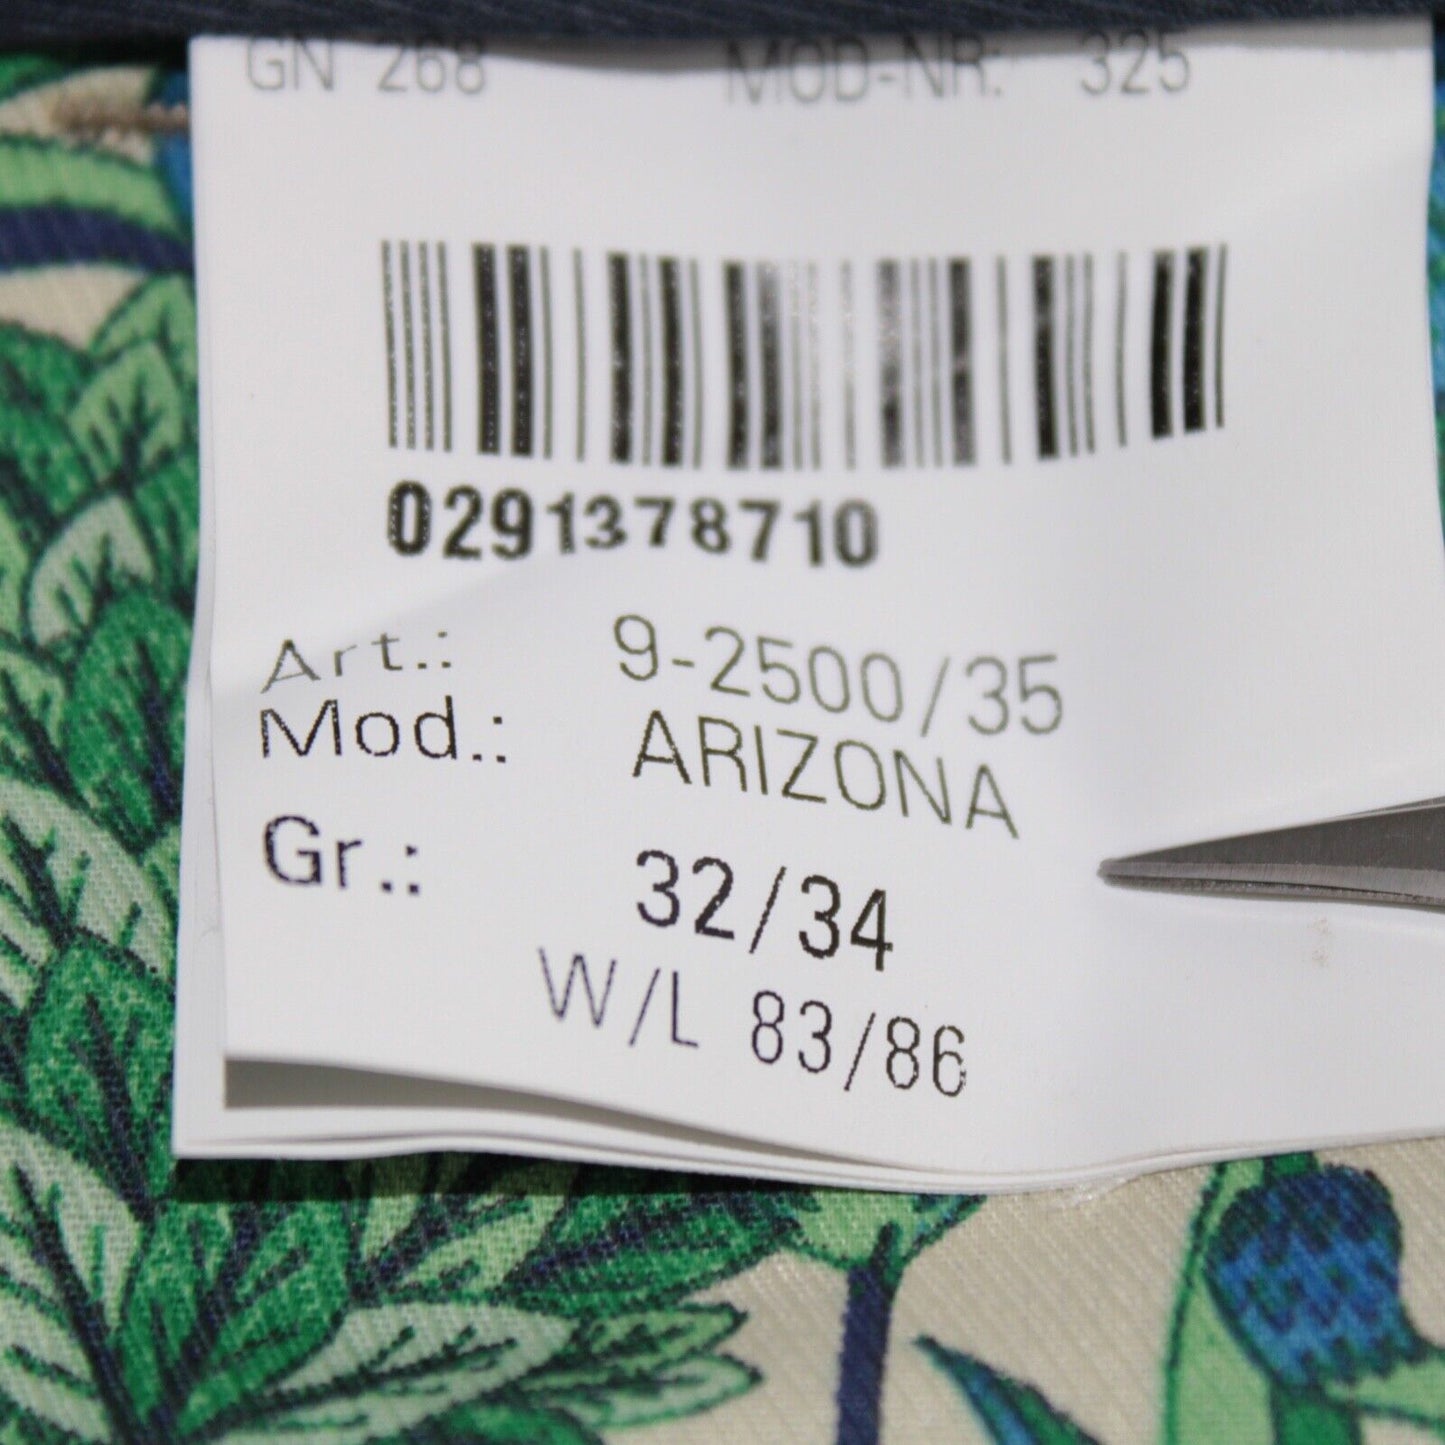 GN 268 MOD-NR: 325
0291378710
Art.: 9-2500/35
Mod.: ARIZONA
Gr.: 32/34
W/L 83/86